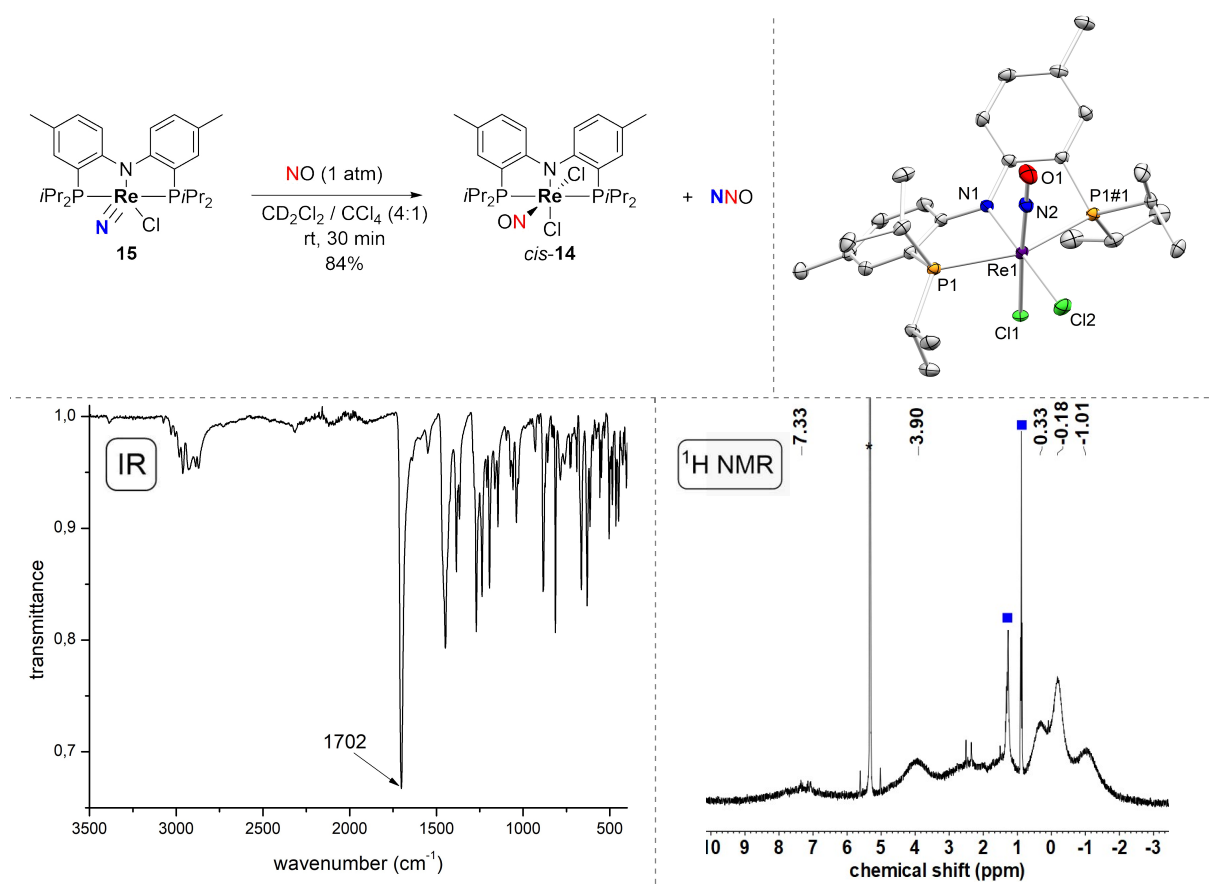 NO (1 atm)
CD2Cl2 / CCl4 (4:1)
rt, 30 min
84%
N
iPr2P
Re
PiPr2
N
Cl
15
N
Cl
iPr2P
Re
PiPr2
ON
Cl
cis-14
+ NNO
N1
O1
N2
P1#1
Re1
P1
Cl1
Cl2
IR
1,0
0,9
0,8
0,7
transmittance
1702
3500 3000 2500 2000 1500 1000 500
wavenumber (cm-1)
1H NMR
7.33
3.90
0.33
-0.18
-1.01
*
10 9 8 7 6 5 4 3 2 1 0 -1 -2 -3
chemical shift (ppm)